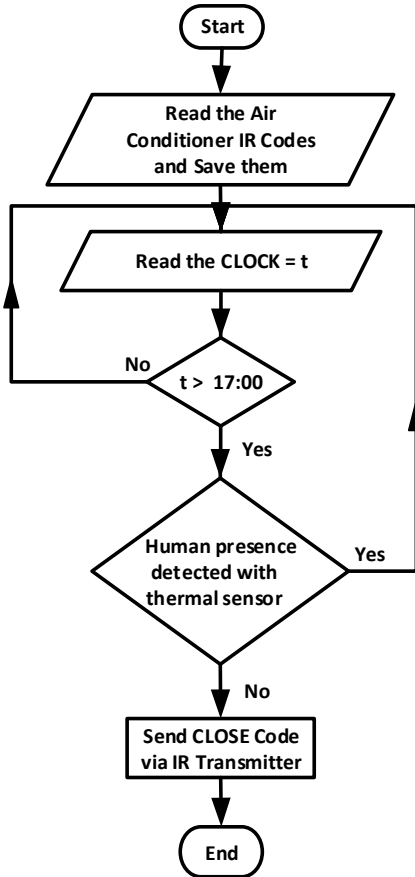 Start
Read the Air
Conditioner IR Codes
and Save them
Read the CLOCK = t
No
t > 17:00
Yes
Human presence
detected with
thermal sensor
Yes
No
Send CLOSE Code
via IR Transmitter
End